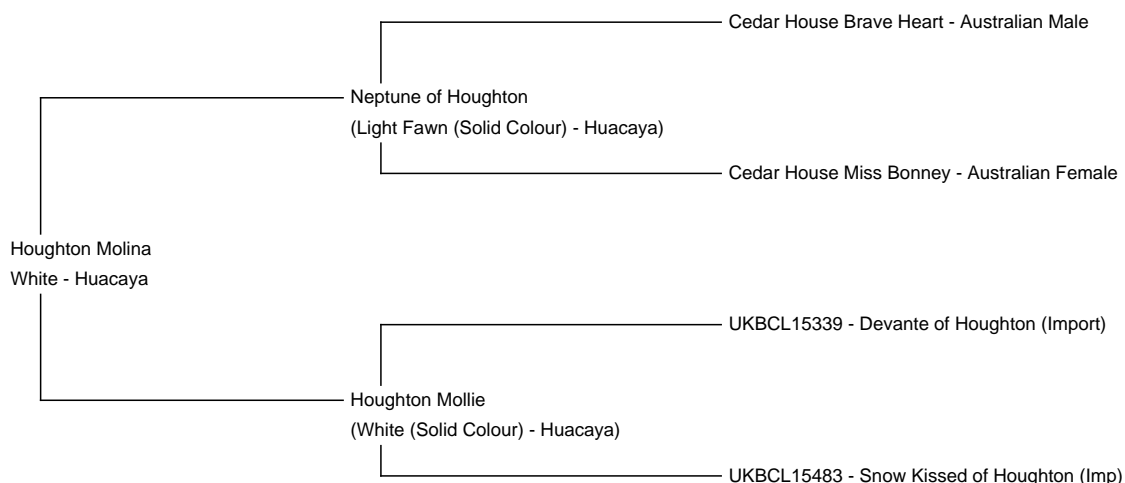 Cedar House Brave Heart - Australian Male
Neptune of Houghton
(Light Fawn (Solid Colour) - Huacaya)
Cedar House Miss Bonney - Australian Female
Houghton Molina
White - Huacaya
UKBCL15339 - Devante of Houghton (Import)
Houghton Mollie
(White (Solid Colour) - Huacaya)
UKBCL15483 - Snow Kissed of Houghton (Imp)